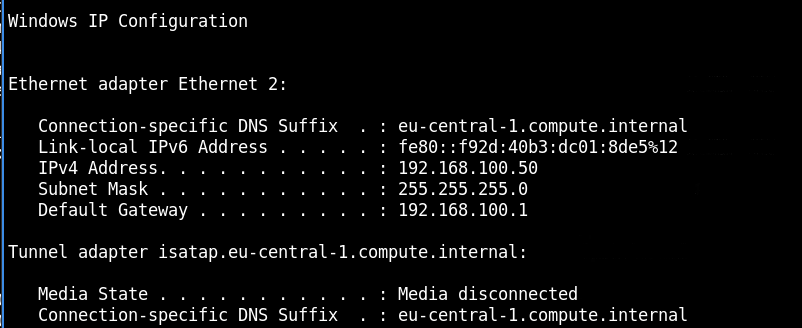 Windows IP Configuration
Ethernet adapter Ethernet 2:
Connection-specific DNS Suffix  . : eu-central-1.compute.internal
Link-local IPv6 Address . . . . . : fe80::f92d:40b3:dc01:8de5%12
IPv4 Address. . . . . . . . . . . : 192.168.100.50
Subnet Mask . . . . . . . . . . . : 255.255.255.0
Default Gateway . . . . . . . . . : 192.168.100.1
Tunnel adapter isatap.eu-central-1.compute.internal:
Media State . . . . . . . . . . . : Media disconnected
Connection-specific DNS Suffix  . : eu-central-1.compute.internal